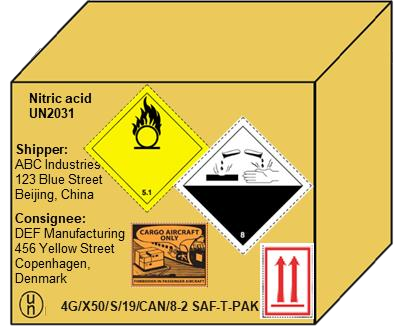 Nitric acid
UN2031
Shipper:
ABC Industries
123 Blue Street
Beijing, China
5.1
8
Consignee:
DEF Manufacturing
456 Yellow Street
Copenhagen,
Denmark
CARGO AIRCRAFT
ONLY
FORBIDDEN IN PASSENGER AIRCRAFT
un
4G/X50/S/19/CAN/8-2 SAF-T-PAK